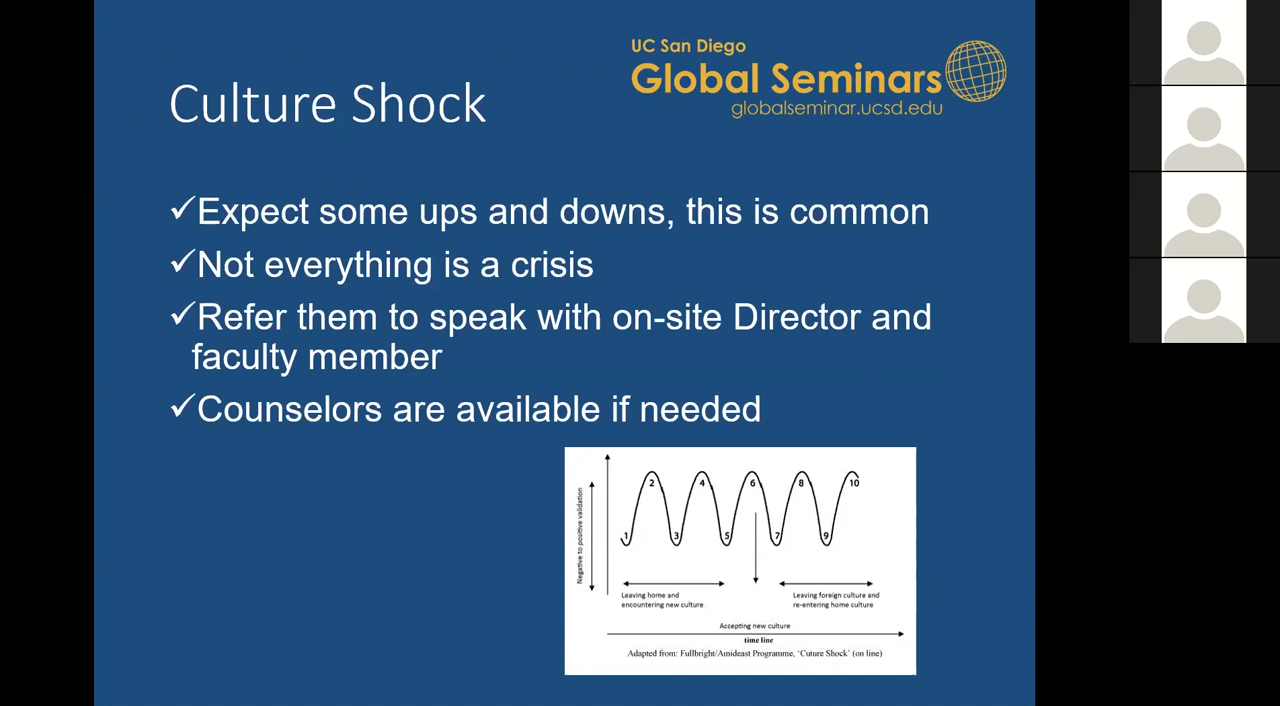 UC San Diego
Global Seminars
globalseminar.ucsd.edu
Culture Shock
✓Expect some ups and downs, this is common
✓Not everything is a crisis
✓Refer them to speak with on-site Director and
faculty member
✓Counselors are available if needed
Negative to positive validation
1
2
3
4
5
6
7
8
9
10
Leaving home and
encountering new culture
Leaving foreign culture and
re-entering home culture
Accepting new culture
time line
Adapted from: Fullbright/Amideast Programme, ‘Cuture Shock’ (on line)